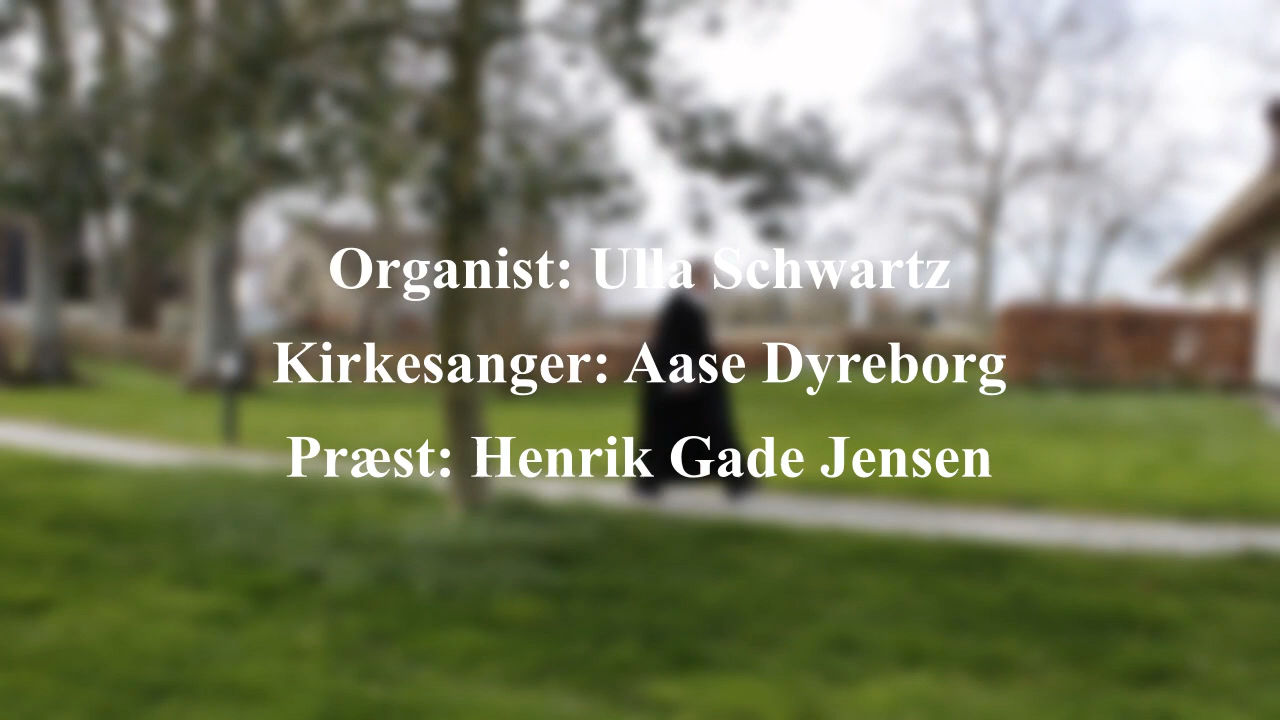 Organist: Ulla Schwartz
Kirkesanger: Aase Dyreborg
Præst: Henrik Gade Jensen